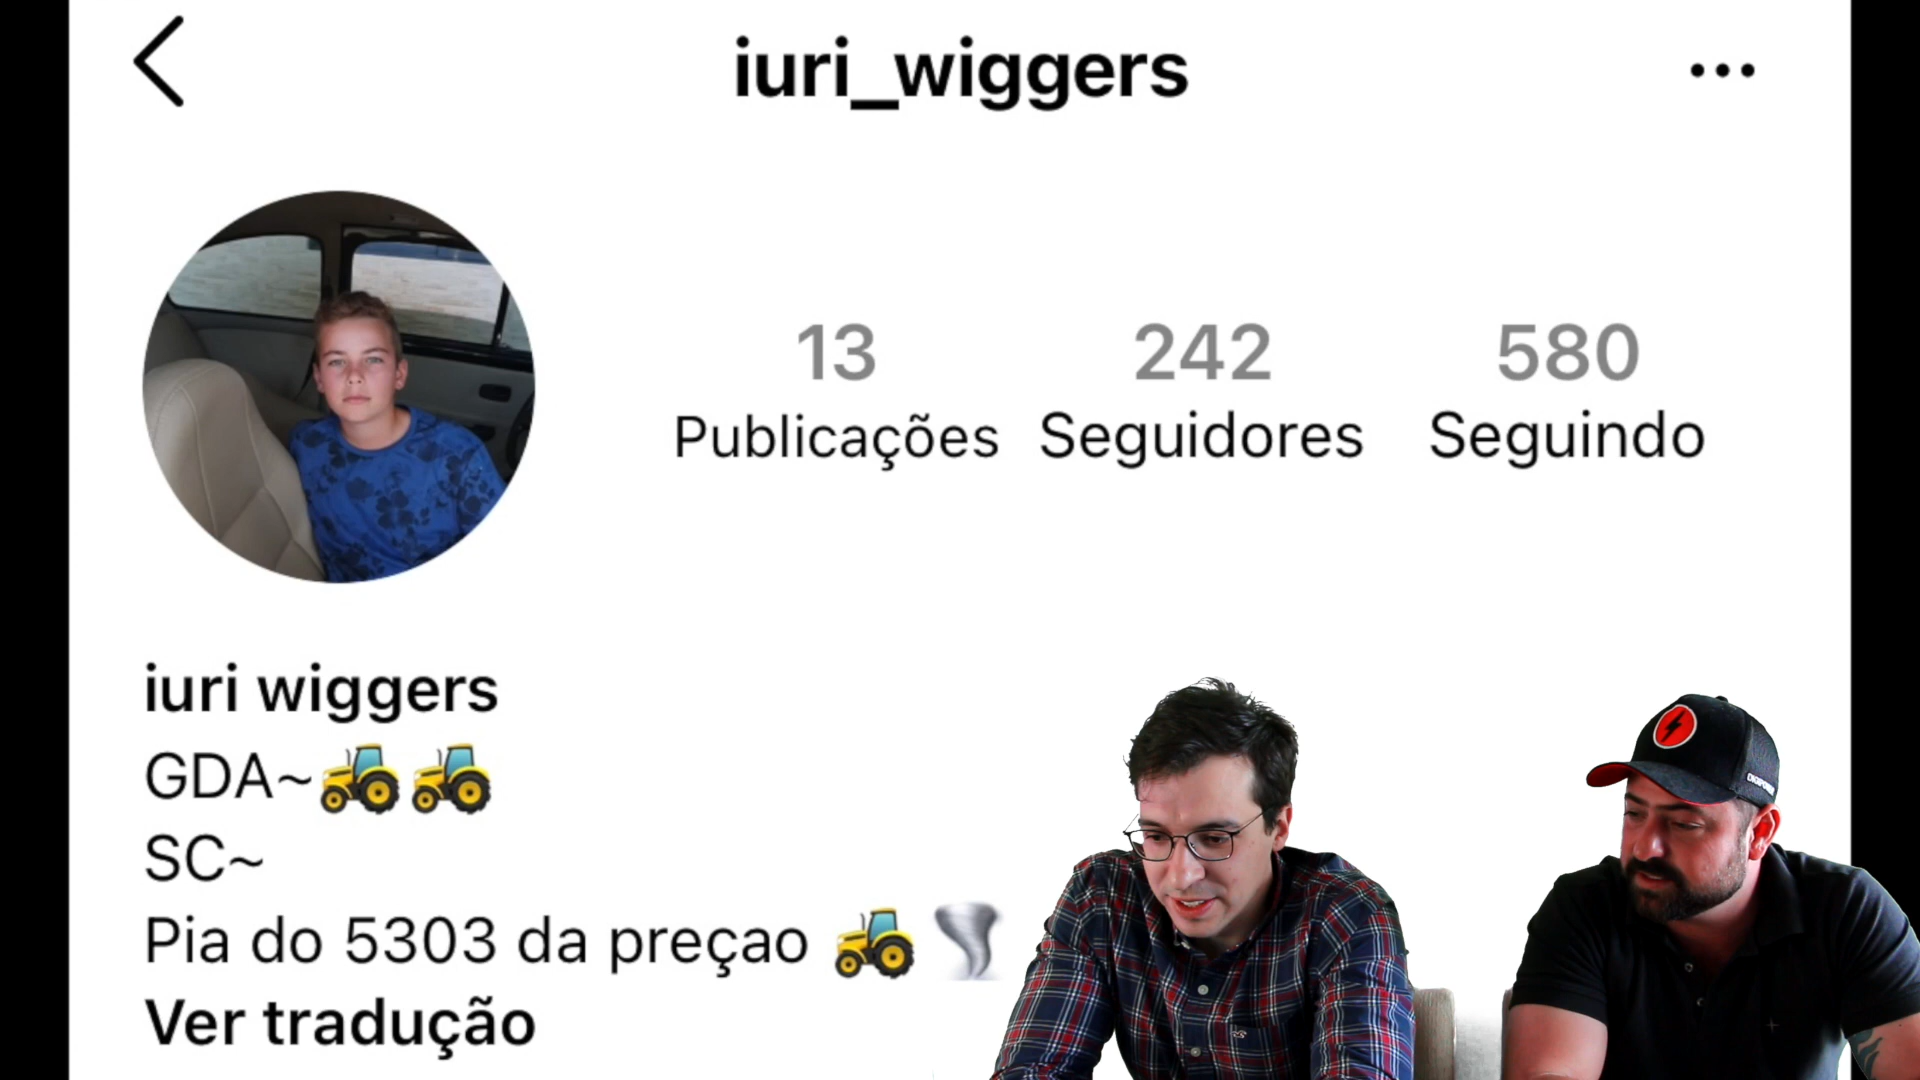 iuri_wiggers
13 242 580
Publicações Seguidores Seguindo
iuri wiggers
GDA~🚜🚜
SC~
Pia do 5303 da preçao 🚜🌪
Ver tradução